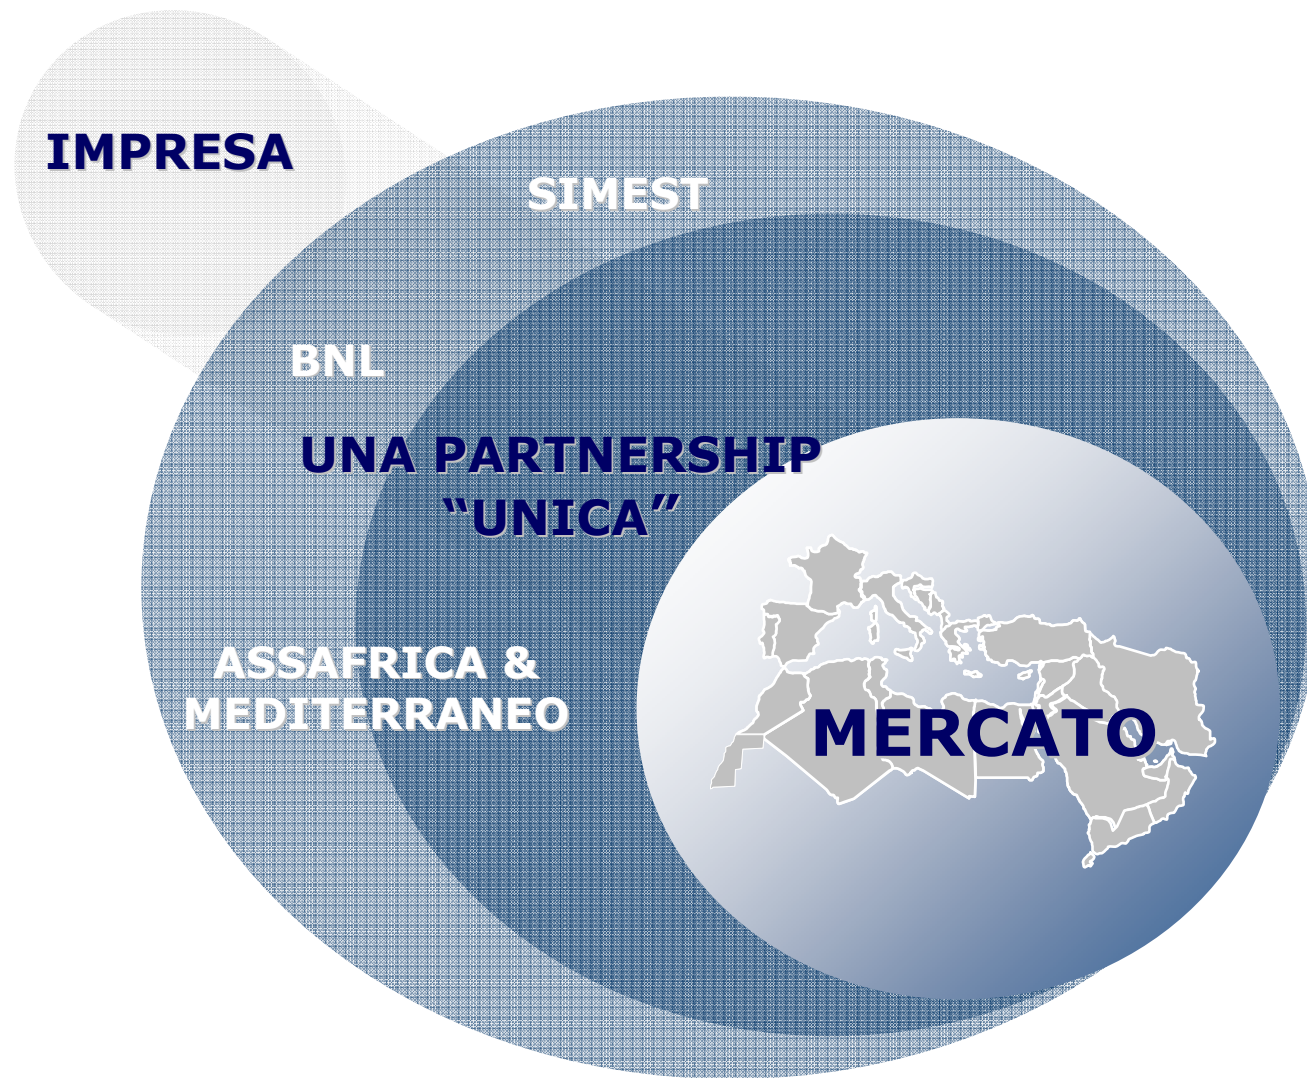 IMPRESA
SIMEST
BNL
UNA PARTNERSHIP
“UNICA”
ASSAFRICA &
MEDITERRANEO
MERCATO